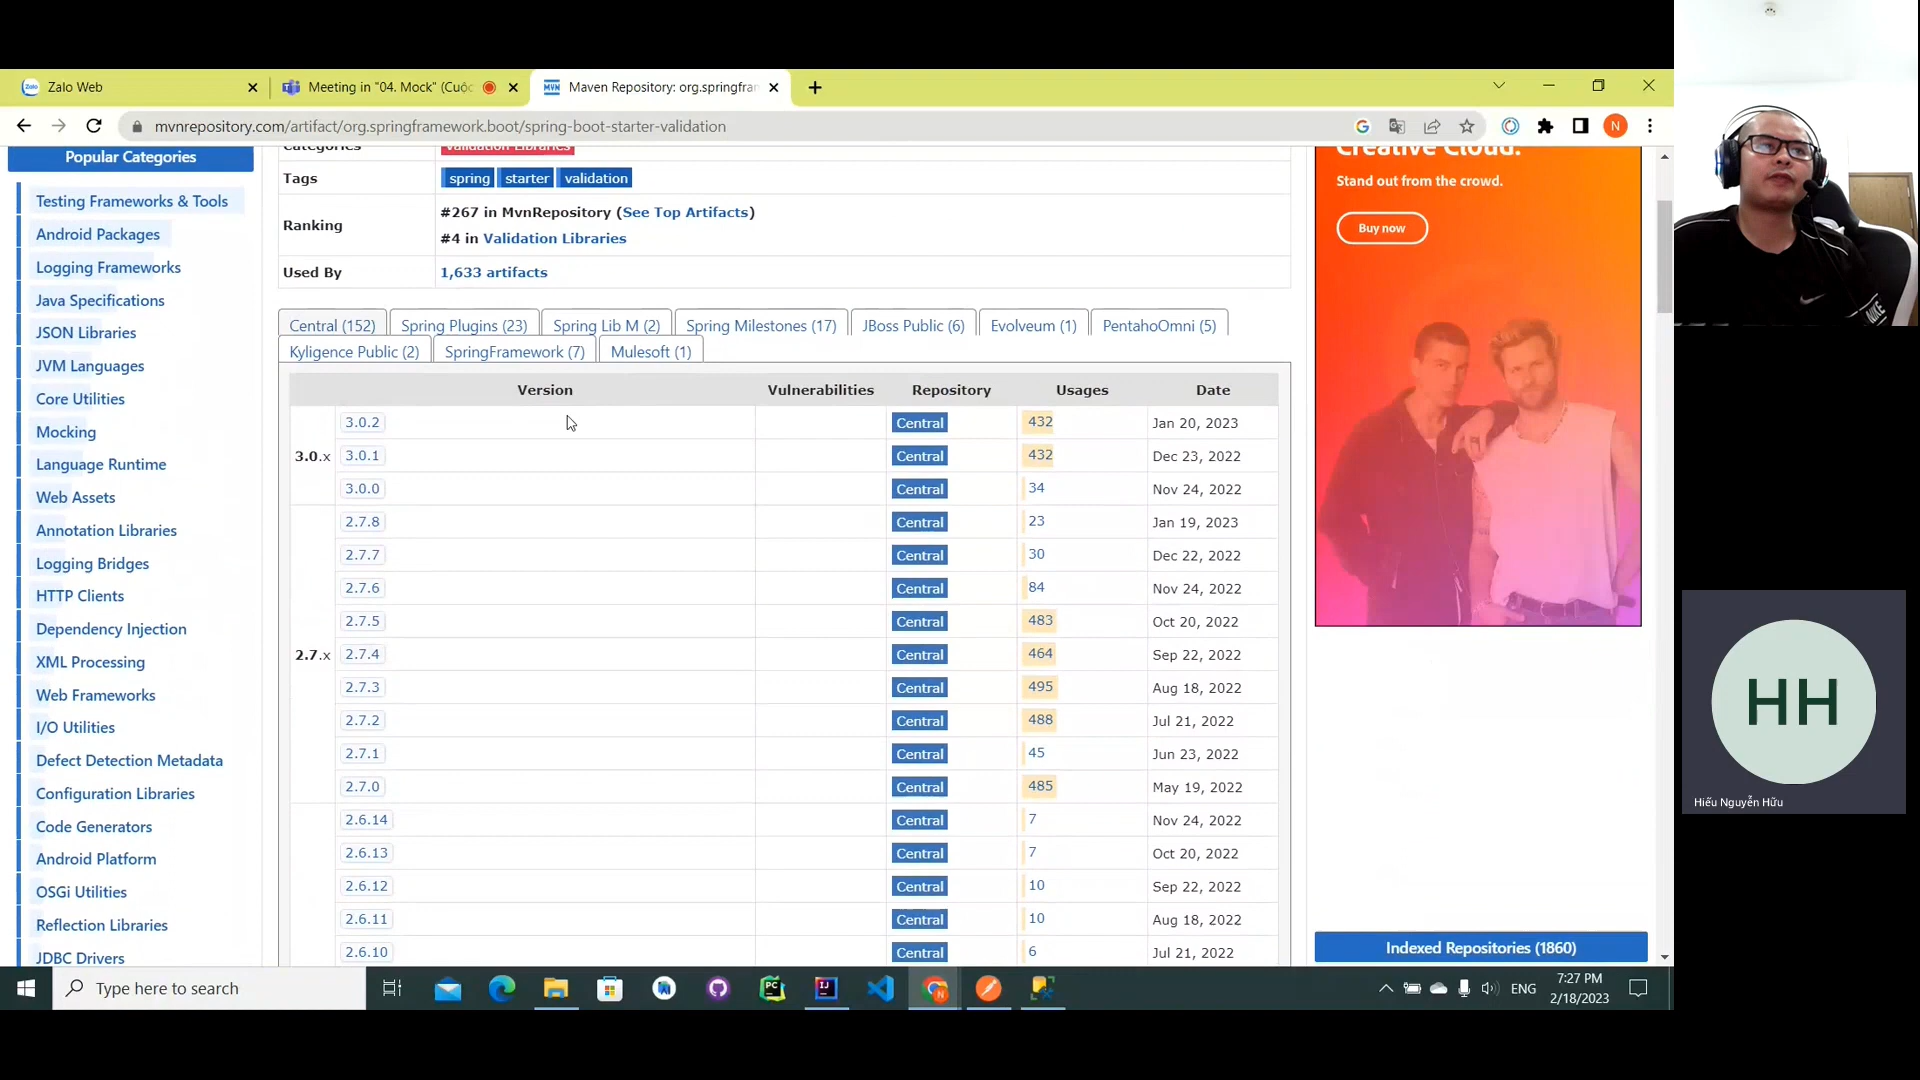 Zalo Web
Meeting in "04. Mock" (Cuộc
Maven Repository: org.springfra
mvnrepository.com/artifact/org.springframework.boot/spring-boot-starter-validation
N
Popular Categories
Testing Frameworks & Tools
Android Packages
Logging Frameworks
Java Specifications
JSON Libraries
JVM Languages
Core Utilities
Mocking
Language Runtime
Web Assets
Annotation Libraries
Logging Bridges
HTTP Clients
Dependency Injection
XML Processing
Web Frameworks
I/O Utilities
Defect Detection Metadata
Configuration Libraries
Code Generators
Android Platform
OSGi Utilities
Reflection Libraries
JDBC Drivers
Categories Validation Libraries
Tags spring starter validation
Ranking #267 in MvnRepository (See Top Artifacts)
#4 in Validation Libraries
Used By 1,633 artifacts
Central (152) Spring Plugins (23) Spring Lib M (2) Spring Milestones (17) JBoss Public (6) Evolveum (1) PentahoOmni (5)
Kyligence Public (2) SpringFramework (7) Mulesoft (1)
Version Vulnerabilities Repository Usages Date
3.0.2 Central 432 Jan 20, 2023
3.0.x 3.0.1 Central 432 Dec 23, 2022
3.0.0 Central 34 Nov 24, 2022
2.7.8 Central 23 Jan 19, 2023
2.7.7 Central 30 Dec 22, 2022
2.7.6 Central 84 Nov 24, 2022
2.7.5 Central 483 Oct 20, 2022
2.7.x 2.7.4 Central 464 Sep 22, 2022
2.7.3 Central 495 Aug 18, 2022
2.7.2 Central 488 Jul 21, 2022
2.7.1 Central 45 Jun 23, 2022
2.7.0 Central 485 May 19, 2022
2.6.14 Central 7 Nov 24, 2022
2.6.13 Central 7 Oct 20, 2022
2.6.12 Central 10 Sep 22, 2022
2.6.11 Central 10 Aug 18, 2022
2.6.10 Central 6 Jul 21, 2022
Creative Cloud.
Stand out from the crowd.
Buy now
Indexed Repositories (1860)
HH
Hiếu Nguyễn Hữu
Type here to search
ENG
7:27 PM
2/18/2023